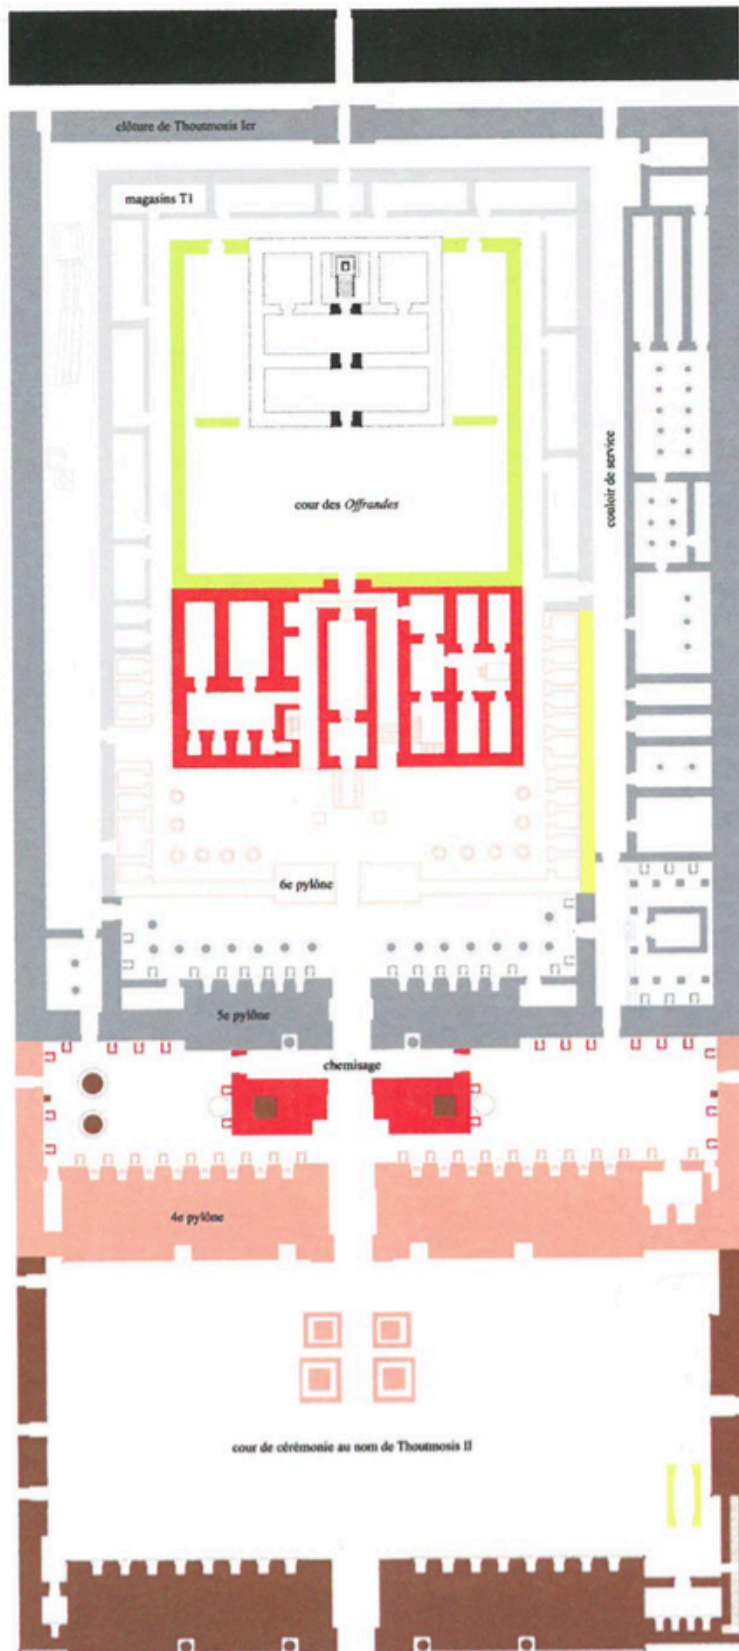 clôture de Thoutmosis Ier
magasins T1
couloir de service
cour des Offrandes
6e pylône
5e pylône
chemisage
4e pylône
cour de cérémonie au nom de Thoutmosis II